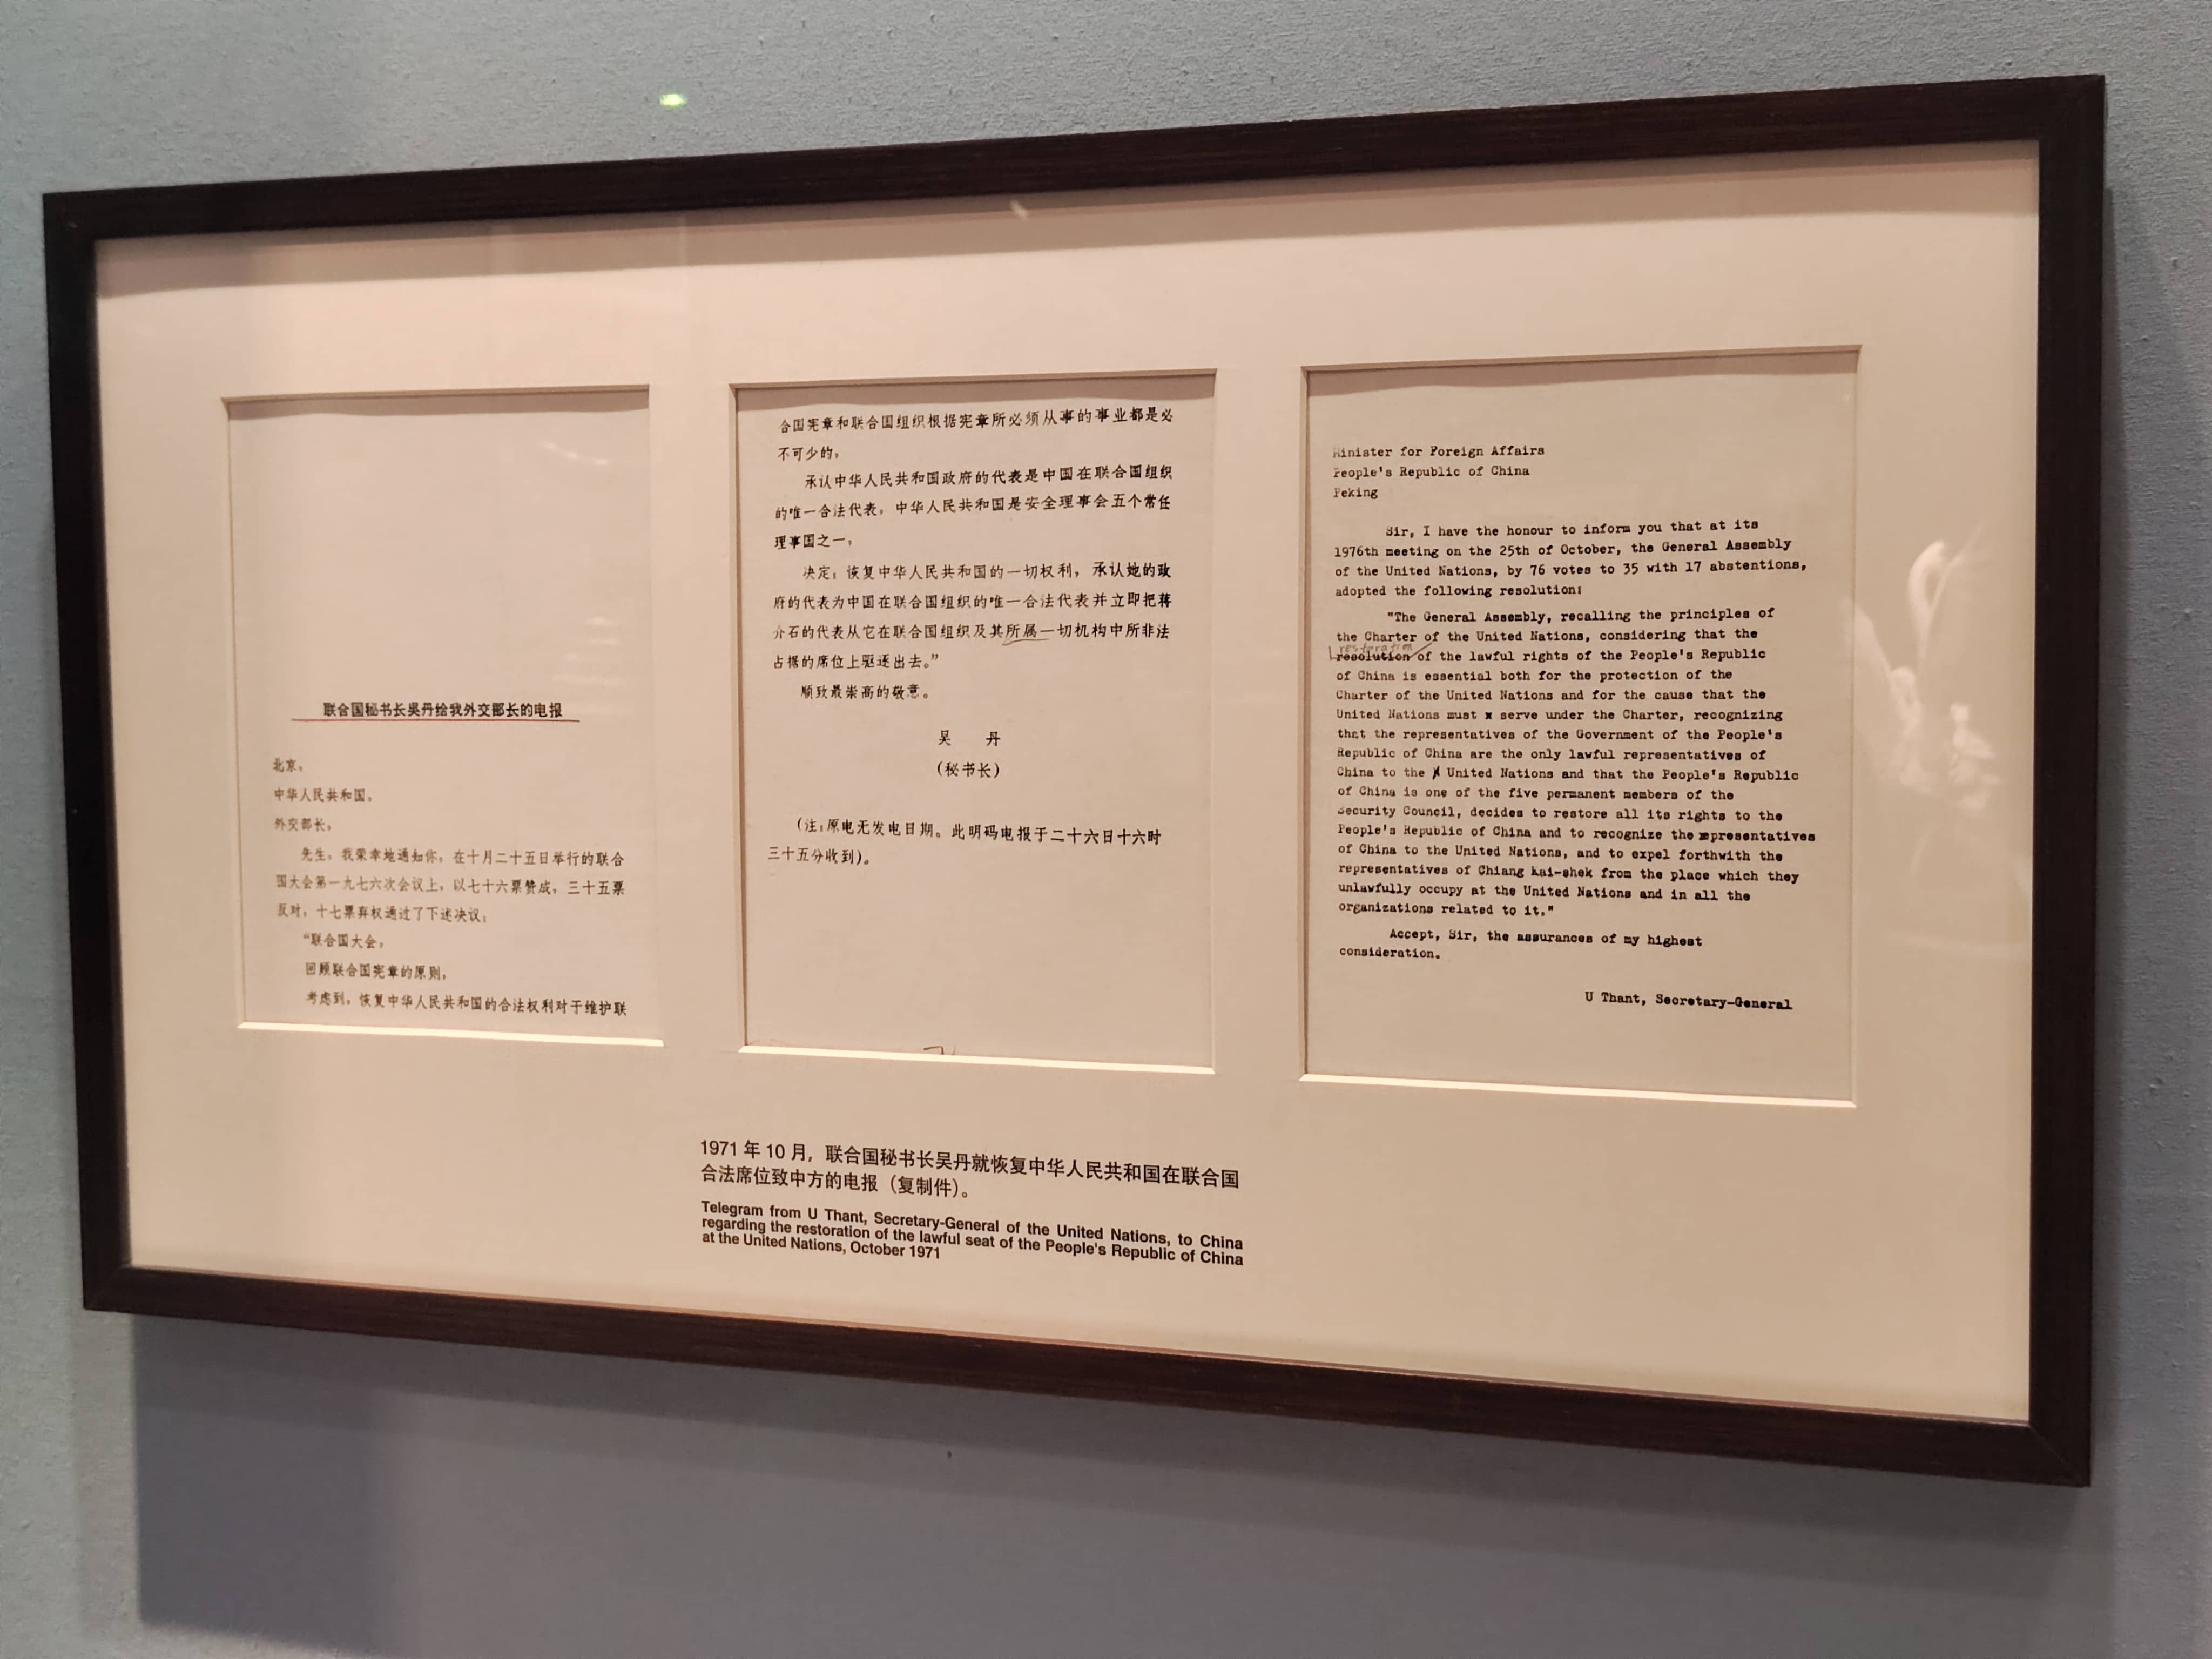 联合国秘书长吴丹给我外交部长的电报
北京，
中华人民共和国，
外交部长，
先生，我荣幸地通知你，在十月二十五日举行的联合
国大会第一九七六次会议上，以七十六票赞成，三十五票
反对，十七票弃权通过了下述决议：
“联合国大会，
回顾联合国宪章的原则，
考虑到，恢复中华人民共和国的合法权利对于维护联
合国宪章和联合国组织根据宪章所必须从事的事业都是必
不可少的，
承认中华人民共和国政府的代表是中国在联合国组织
的唯一合法代表，中华人民共和国是安全理事会五个常任
理事国之一，
决定：恢复中华人民共和国的一切权利，承认她的政
府的代表为中国在联合国组织的唯一合法代表并立即把蒋
介石的代表从它在联合国组织及其所属一切机构中所非法
占据的席位上驱逐出去。”
顺致最崇高的敬意。
吴 丹
(秘书长)
(注：原电无发电日期。此明码电报于二十六日十六时
三十五分收到)。
Minister for Foreign Affairs
People's Republic of China
Peking
Sir, I have the honour to inform you that at its
1976th meeting on the 25th of October, the General Assembly
of the United Nations, by 76 votes to 35 with 17 abstentions,
adopted the following resolution:
"The General Assembly, recalling the principles of
the Charter of the United Nations, considering that the
restoration
resolution of the lawful rights of the People's Republic
of China is essential both for the protection of the
Charter of the United Nations and for the cause that the
United Nations must x serve under the Charter, recognizing
that the representatives of the Government of the People's
Republic of China are the only lawful representatives of
China to the United Nations and that the People's Republic
of China is one of the five permanent members of the
Security Council, decides to restore all its rights to the
People's Republic of China and to recognize the representatives
of China to the United Nations, and to expel forthwith the
representatives of Chiang Kai-shek from the place which they
unlawfully occupy at the United Nations and in all the
organizations related to it."
Accept, Sir, the assurances of my highest
consideration.
U Thant, Secretary-General
1971 年 10 月，联合国秘书长吴丹就恢复中华人民共和国在联合国
合法席位致中方的电报（复制件）。
Telegram from U Thant, Secretary-General of the United Nations, to China
regarding the restoration of the lawful seat of the People's Republic of China
at the United Nations, October 1971